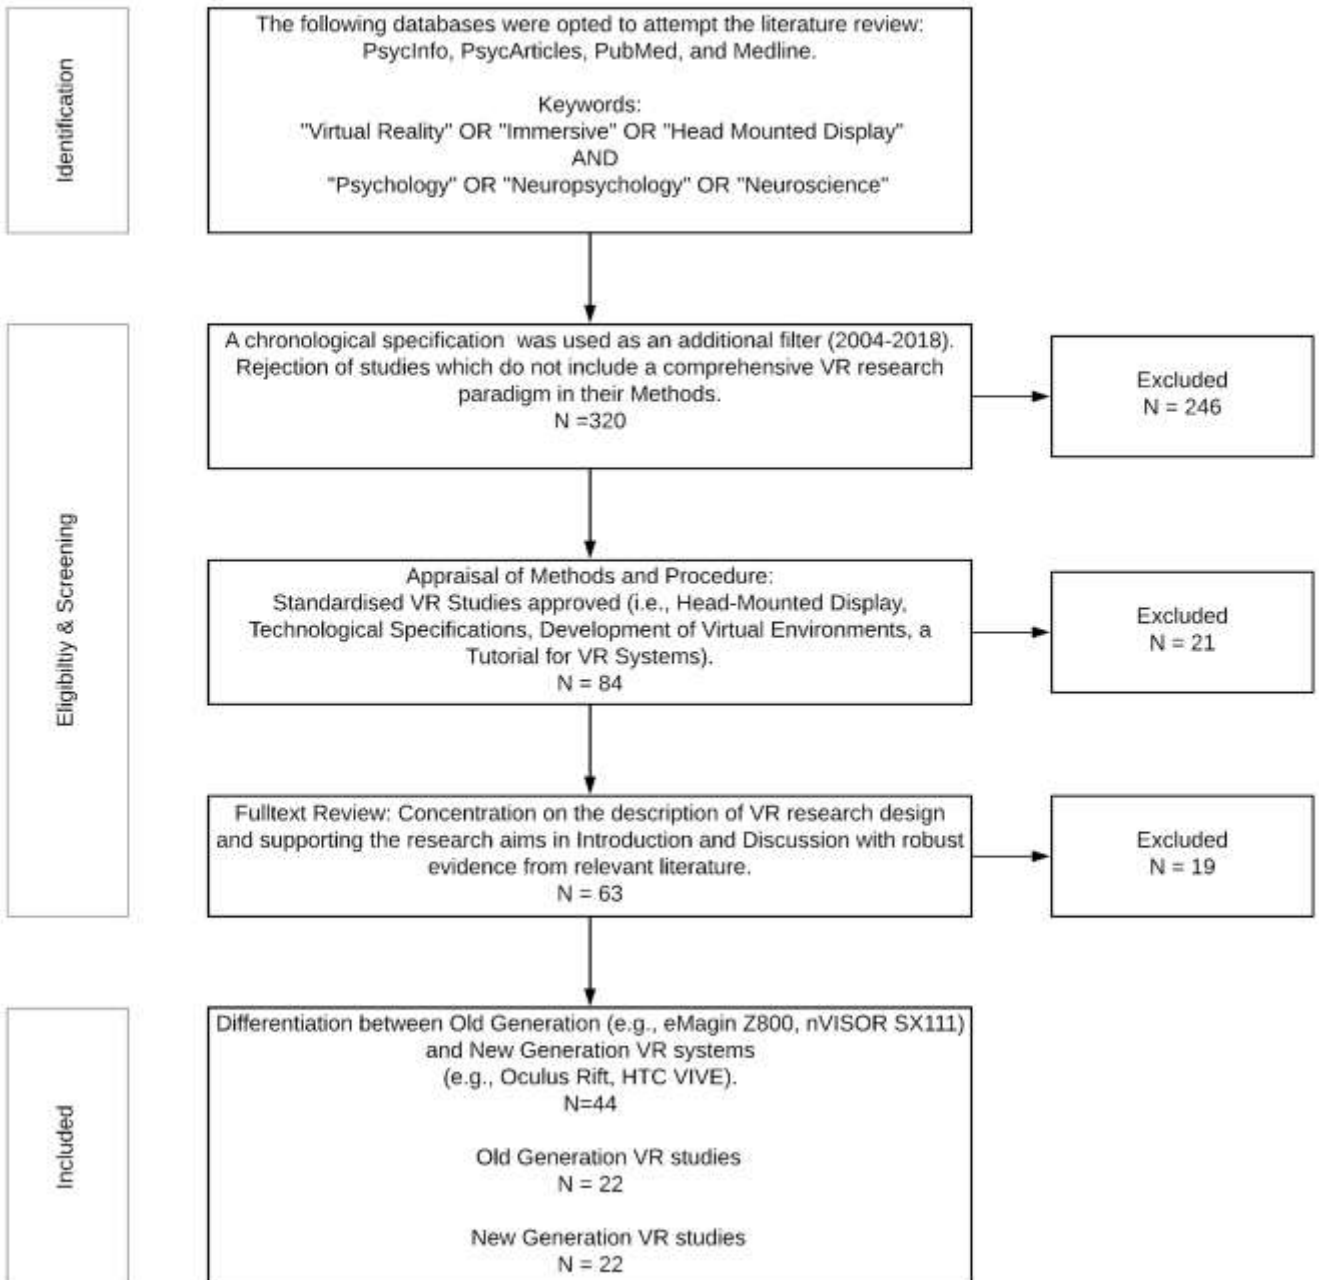 Identification
The following databases were opted to attempt the literature review:
PsycInfo, PsycArticles, PubMed, and Medline.
Keywords:
"Virtual Reality" OR "Immersive" OR "Head Mounted Display"
AND
"Psychology" OR "Neuropsychology" OR "Neuroscience"
Eligibiltiy & Screening
A chronological specification was used as an additional filter (2004-2018).
Rejection of studies which do not include a comprehensive VR research
paradigm in their Methods.
N =320
Excluded
N = 246
Appraisal of Methods and Procedure:
Standardised VR Studies approved (i.e., Head-Mounted Display,
Technological Specifications, Development of Virtual Environments, a
Tutorial for VR Systems).
N = 84
Excluded
N = 21
Fulltext Review: Concentration on the description of VR research design
and supporting the research aims in Introduction and Discussion with robust
evidence from relevant literature.
N = 63
Excluded
N = 19
Included
Differentiation between Old Generation (e.g., eMagin Z800, nVISOR SX111)
and New Generation VR systems
(e.g., Oculus Rift, HTC VIVE).
N=44
Old Generation VR studies
N = 22
New Generation VR studies
N = 22